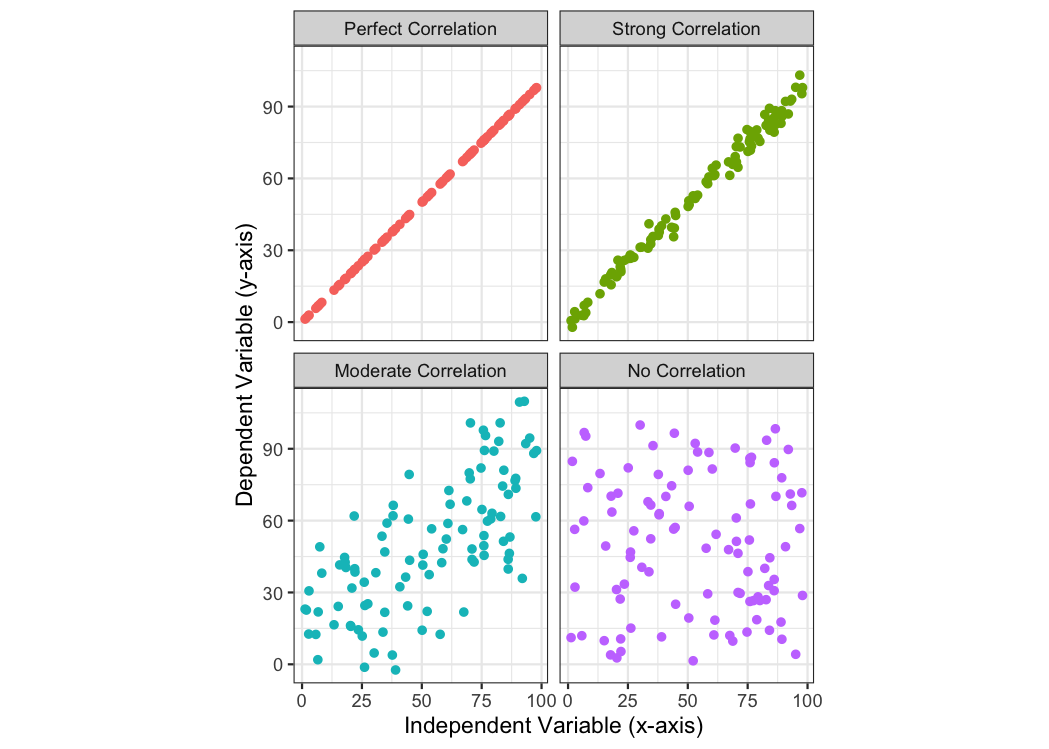 Perfect Correlation
Strong Correlation
90
60
30
0
Moderate Correlation
No Correlation
90
60
30
0
0 25 50 75 100
0 25 50 75 100
Dependent Variable (y-axis)
Independent Variable (x-axis)